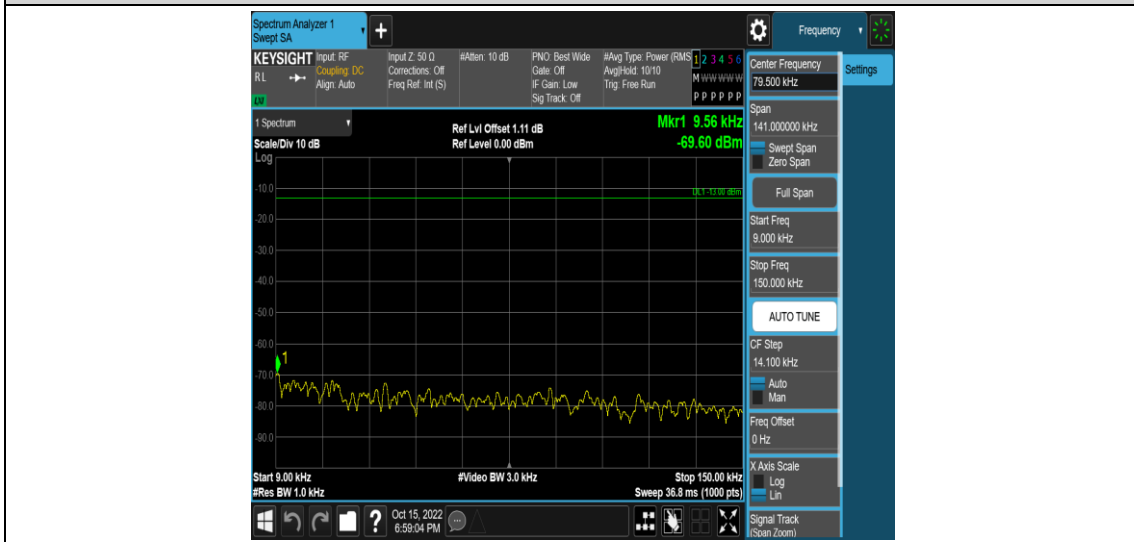 Spectrum Analyzer 1
Swept SA
+
Frequency
KEYSIGHT Input: RF Input Z: 50 Ω #Atten: 10 dB PNO: Best Wide #Avg Type: Power (RMS 1 2 3 4 5 6
RL Coupling: DC Corrections: Off Gate: Off Avg|Hold: 10/10 M W W W W W
Align: Auto Freq Ref: Int (S) IF Gain: Low Trig: Free Run
Sig Track: Off P P P P P P
Center Frequency
79.500 kHz
Settings
1 Spectrum
Ref Lvl Offset 1.11 dB
Mkr1 9.56 kHz
Scale/Div 10 dB
Ref Level 0.00 dBm
-69.60 dBm
Log
-10.0
DL1 -13.00 dBm
-20.0
-30.0
-40.0
-50.0
-60.0
1
-70.0
-80.0
-90.0
Start 9.00 kHz
#Video BW 3.0 kHz
Stop 150.00 kHz
#Res BW 1.0 kHz
Sweep 36.8 ms (1000 pts)
Span
141.000000 kHz
Swept Span
Zero Span
Full Span
Start Freq
9.000 kHz
Stop Freq
150.000 kHz
AUTO TUNE
CF Step
14.100 kHz
Auto
Man
Freq Offset
0 Hz
X Axis Scale
Log
Lin
Signal Track
(Span Zoom)
?
Oct 15, 2022
6:59:04 PM